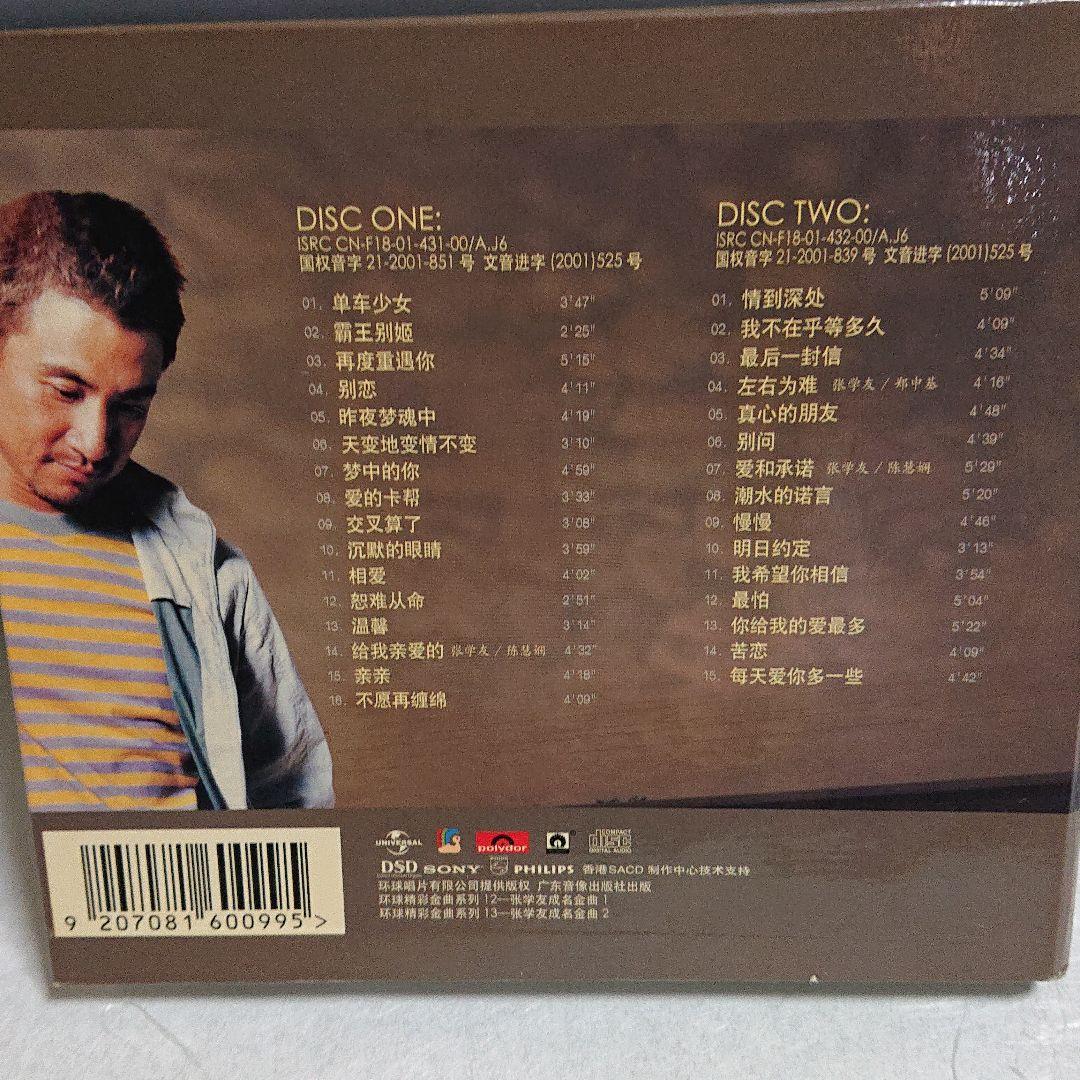 DISC ONE:
ISRC CN-F18-01-431-00/A.J6
国权音字 21-2001-851 号 文音进字 (2001)525 号
01. 单车少女 3'47"
02. 霸王别姬 2'25"
03. 再度重遇你 5'15"
04. 别恋 4'11"
05. 昨夜梦魂中 4'19"
06. 天变地变情不变 3'10"
07. 梦中的你 4'59"
08. 爱的卡帮 3'33"
09. 交叉算了 3'08"
10. 沉默的眼睛 3'59"
11. 相爱 4'02"
12. 恕难从命 2'51"
13. 温馨 3'14"
14. 给我亲爱的 张学友／陈慧娴 4'32"
15. 亲亲 4'18"
16. 不愿再缠绵 4'09"
DISC TWO:
ISRC CN-F18-01-432-00/A.J6
国权音字 21-2001-839 号 文音进字 (2001)525 号
01. 情到深处 5'09"
02. 我不在乎等多久 4'09"
03. 最后一封信 4'34"
04. 左右为难 张学友／郑中基 4'16"
05. 真心的朋友 4'48"
06. 别问 4'39"
07. 爱和承诺 张学友／陈慧娴 5'29"
08. 潮水的诺言 5'20"
09. 慢慢 4'46"
10. 明日约定 3'13"
11. 我希望你相信 3'54"
12. 最怕 5'04"
13. 你给我的爱最多 5'22"
14. 苦恋 4'09"
15. 每天爱你多一些 4'42"
UNIVERSAL polydor COMPACT disc DIGITAL AUDIO
DSD SONY PHILIPS 香港SACD 制作中心技术支持
环球唱片有限公司提供版权 广东音像出版社出版
环球精彩金曲系列 12—张学友成名金曲 1
环球精彩金曲系列 13—张学友成名金曲 2
9 207081 600995 >